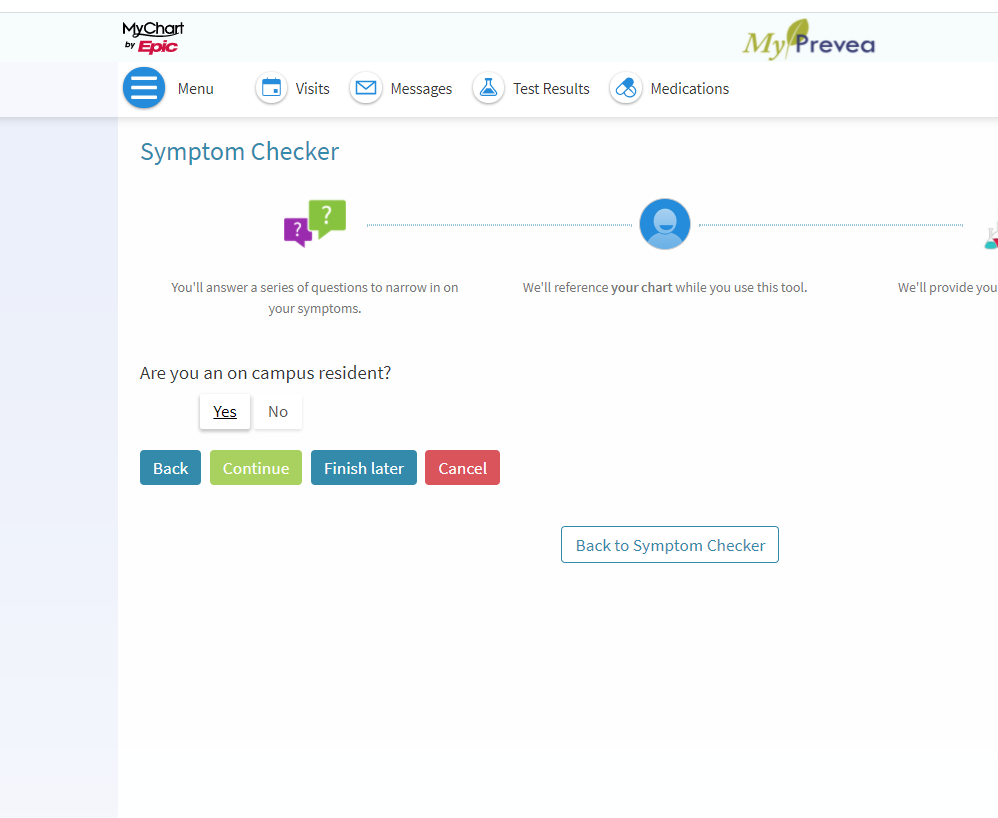 MyChart
by Epic
MyPrevea
Menu
Visits
Messages
Test Results
Medications
Symptom Checker
? ?
You'll answer a series of questions to narrow in on
your symptoms.
We'll reference your chart while you use this tool.
We'll provide you
Are you an on campus resident?
Yes
No
Back
Continue
Finish later
Cancel
Back to Symptom Checker